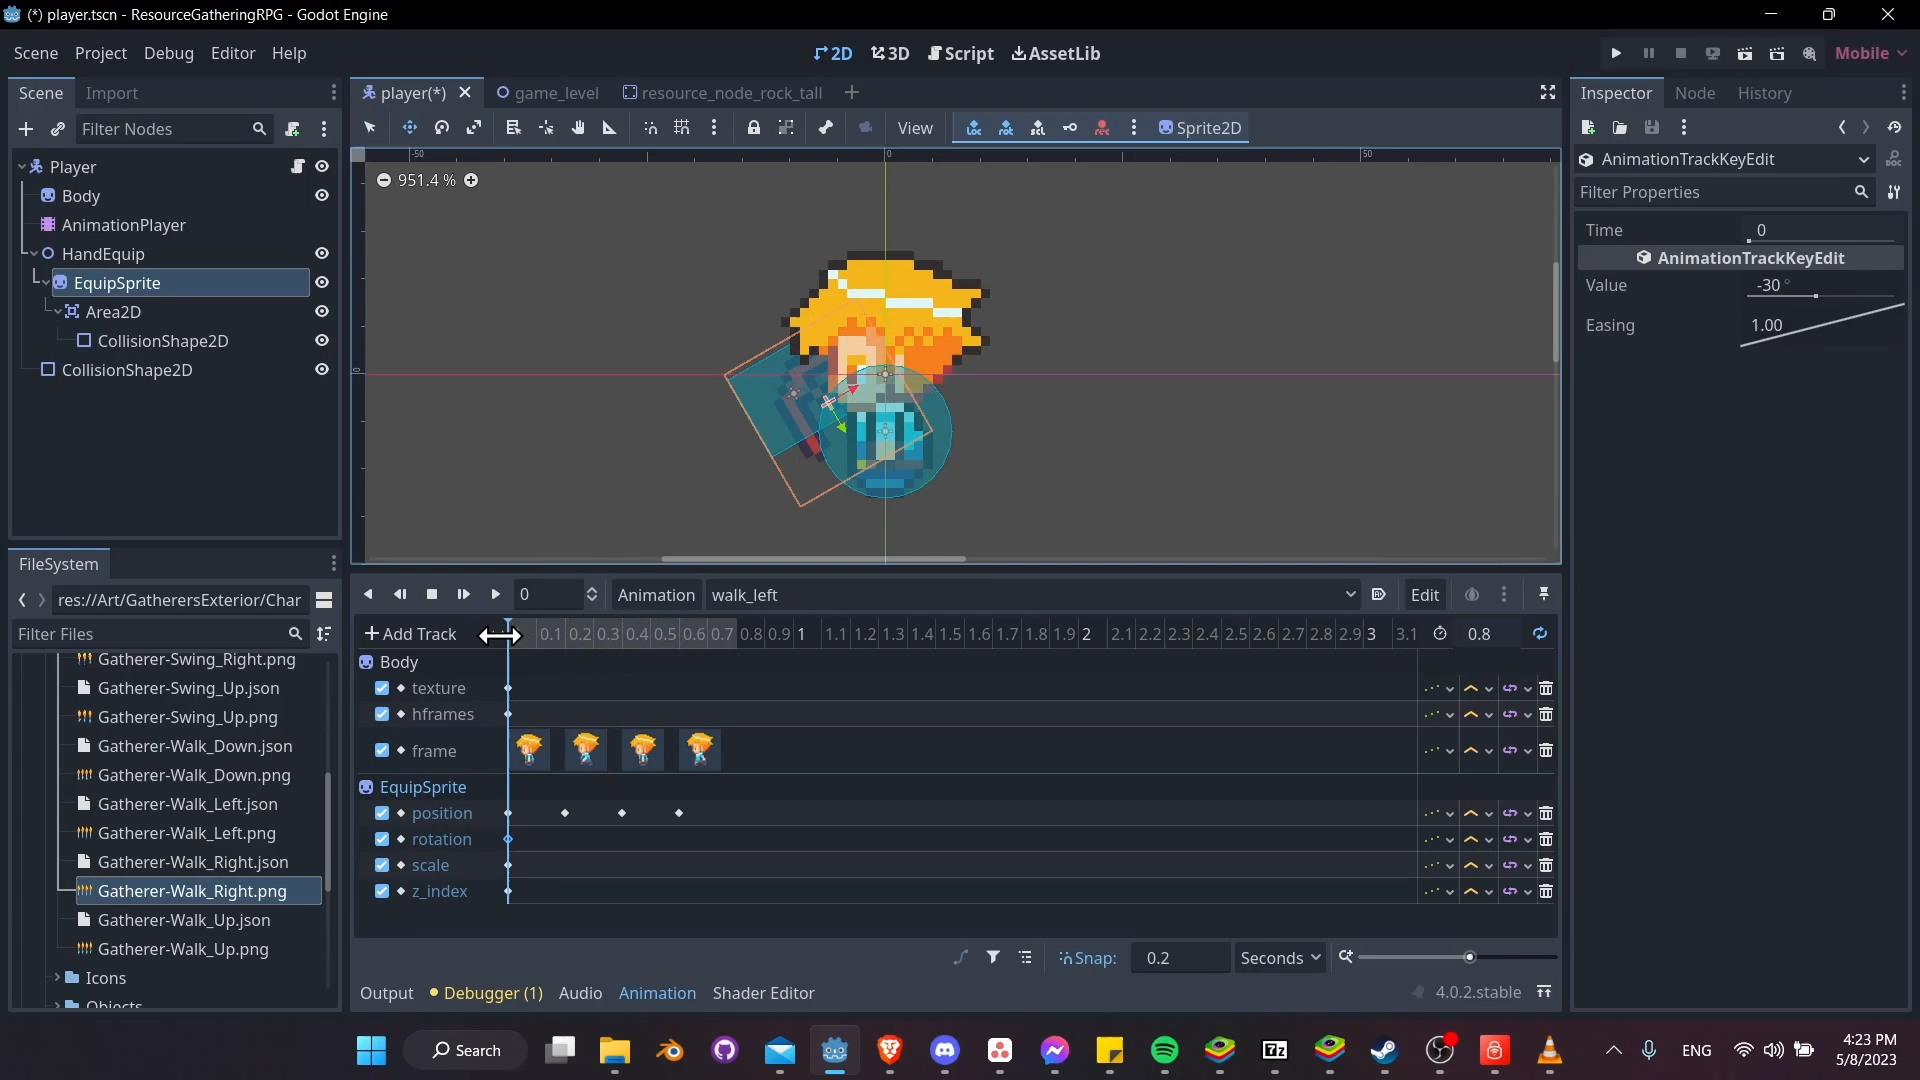 (*) player.tscn - ResourceGatheringRPG - Godot Engine
Scene Project Debug Editor Help
2D 3D Script AssetLib
Mobile
Scene Import
Filter Nodes
Player
Body
AnimationPlayer
HandEquip
EquipSprite
Area2D
CollisionShape2D
CollisionShape2D
player(*) game_level resource_node_rock_tall
View
Sprite2D
-50 0 50
0
951.4 %
Inspector Node History
AnimationTrackKeyEdit
Filter Properties
Time 0
AnimationTrackKeyEdit
Value -30 °
Easing 1.00
FileSystem
res://Art/GatherersExterior/Char
Filter Files
Gatherer-Swing_Right.png
Gatherer-Swing_Up.json
Gatherer-Swing_Up.png
Gatherer-Walk_Down.json
Gatherer-Walk_Down.png
Gatherer-Walk_Left.json
Gatherer-Walk_Left.png
Gatherer-Walk_Right.json
Gatherer-Walk_Right.png
Gatherer-Walk_Up.json
Gatherer-Walk_Up.png
Icons
Objects
0 Animation walk_left Edit
Add Track 0.1 0.2 0.3 0.4 0.5 0.6 0.7 0.8 0.9 1 1.1 1.2 1.3 1.4 1.5 1.6 1.7 1.8 1.9 2 2.1 2.2 2.3 2.4 2.5 2.6 2.7 2.8 2.9 3 3.1 0.8
Body
texture
hframes
frame
EquipSprite
position
rotation
scale
z_index
Snap: 0.2 Seconds
Output Debugger (1) Audio Animation Shader Editor
4.0.2.stable
Search
ENG
4:23 PM
5/8/2023